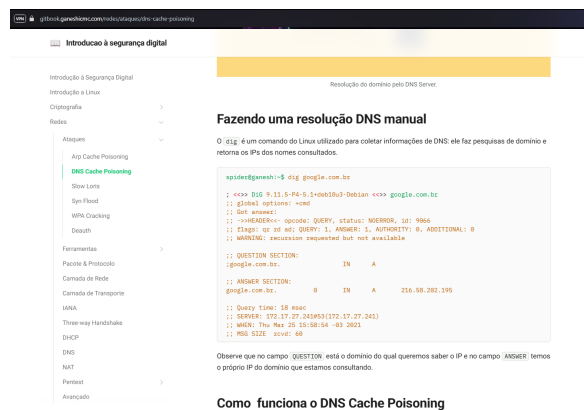 VPN gitbook.ganeshicmc.com/redes/ataques/dns-cache-poisoning
Introducao à segurança digital
Introdução à Segurança Digital
Introdução a Linux
Criptografia
Redes
Ataques
Arp Cache Poisoning
DNS Cache Poisoning
Slow Loris
Syn Flood
WPA Cracking
Deauth
Ferramentas
Pacote & Protocolo
Camada de Rede
Camada de Transporte
IANA
Three-way Handshake
DHCP
DNS
NAT
Pentest
Avançado
Resolução do domínio pelo DNS Server.
Fazendo uma resolução DNS manual
O dig é um comando do Linux utilizado para coletar informações de DNS: ele faz pesquisas de domínio e
retorna os IPs dos nomes consultados.
spider@ganesh:~$ dig google.com.br
; <<>> DiG 9.11.5-P4-5.1+deb10u3-Debian <<>> google.com.br
;; global options: +cmd
;; Got answer:
;; ->>HEADER<<- opcode: QUERY, status: NOERROR, id: 9066
;; flags: qr rd ad; QUERY: 1, ANSWER: 1, AUTHORITY: 0, ADDITIONAL: 0
;; WARNING: recursion requested but not available
;; QUESTION SECTION:
;google.com.br. IN A
;; ANSWER SECTION:
google.com.br. 0 IN A 216.58.202.195
;; Query time: 18 msec
;; SERVER: 172.17.27.241#53(172.17.27.241)
;; WHEN: Thu Mar 25 15:58:54 -03 2021
;; MSG SIZE rcvd: 60
Observe que no campo QUESTION está o domínio do qual queremos saber o IP e no campo ANSWER temos
o próprio IP do domínio que estamos consultando.
Como funciona o DNS Cache Poisoning